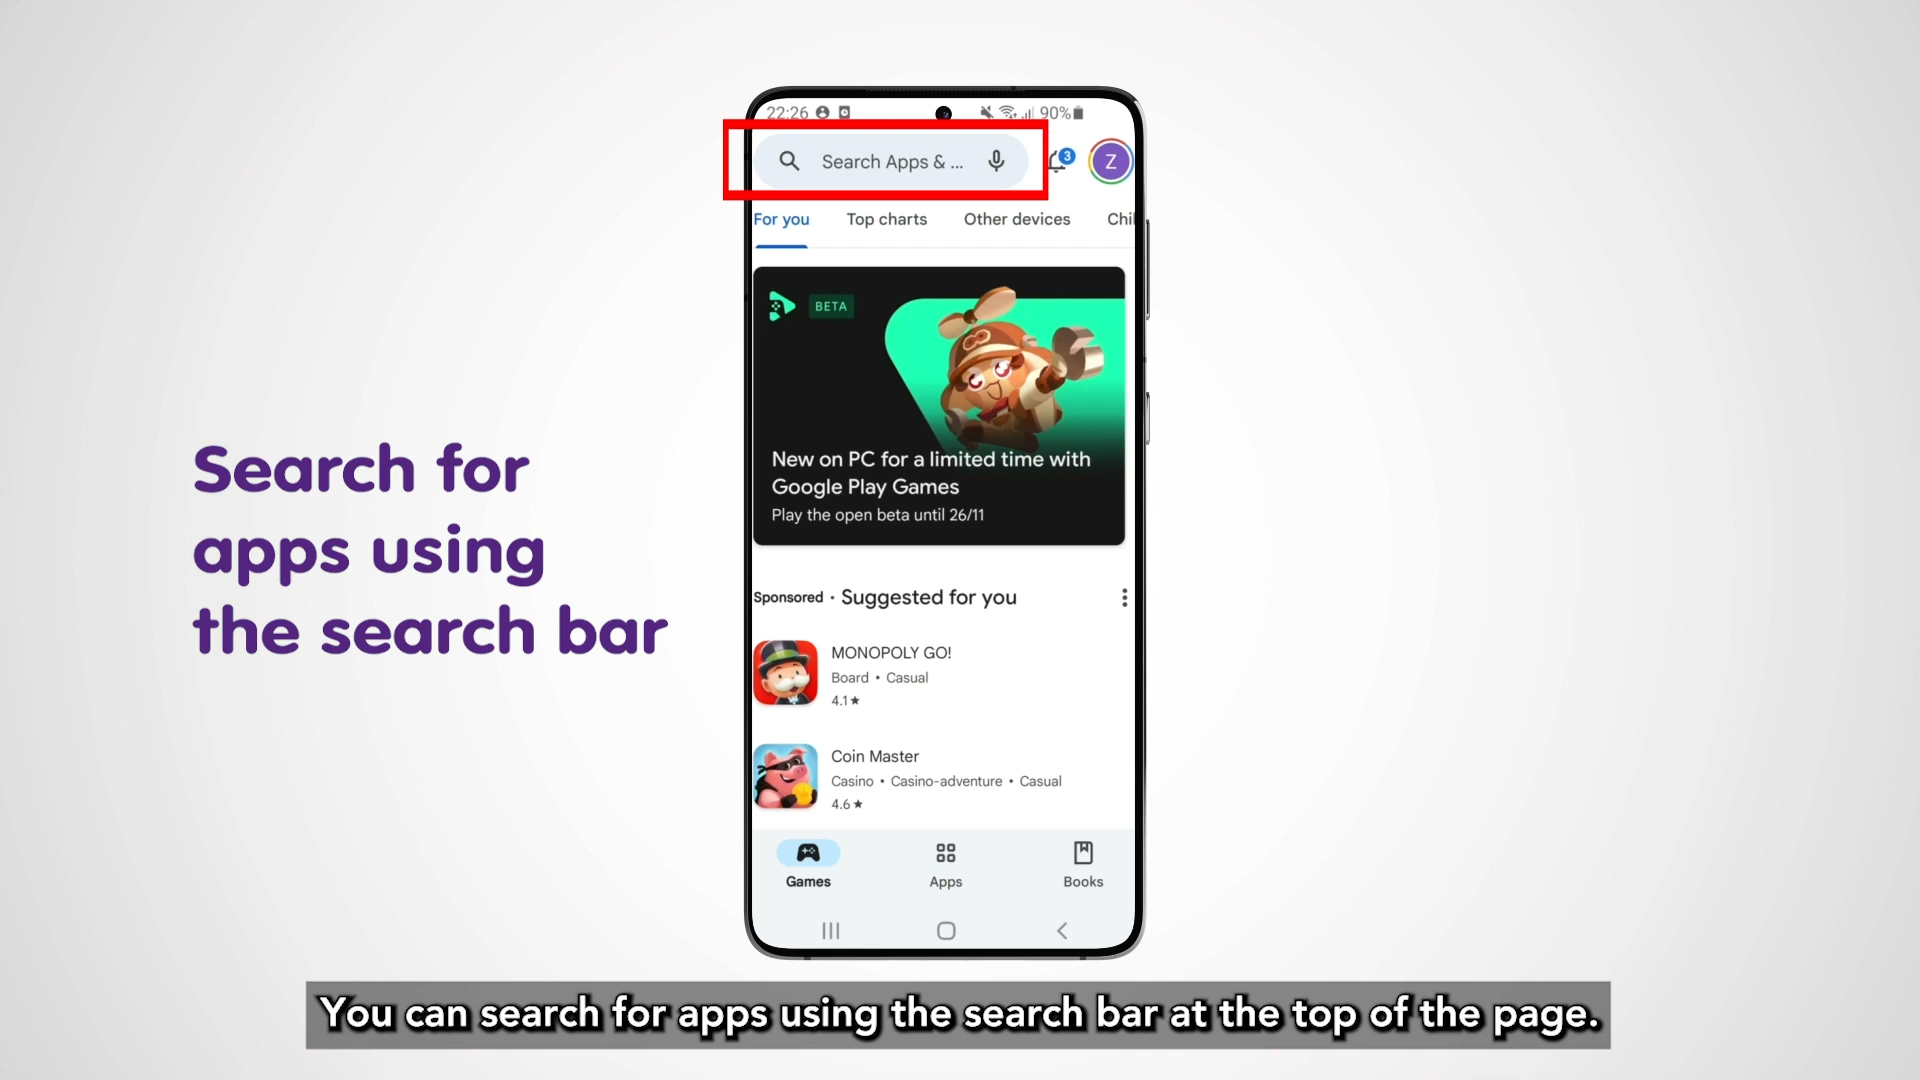 22:26
90%
Search Apps & ...
3
Z
For you
Top charts
Other devices
Chil
BETA
New on PC for a limited time with
Google Play Games
Play the open beta until 26/11
Sponsored • Suggested for you
MONOPOLY GO!
Board • Casual
4.1★
Coin Master
Casino • Casino-adventure • Casual
4.6★
Games
Apps
Books
Search for
apps using
the search bar
You can search for apps using the search bar at the top of the page.